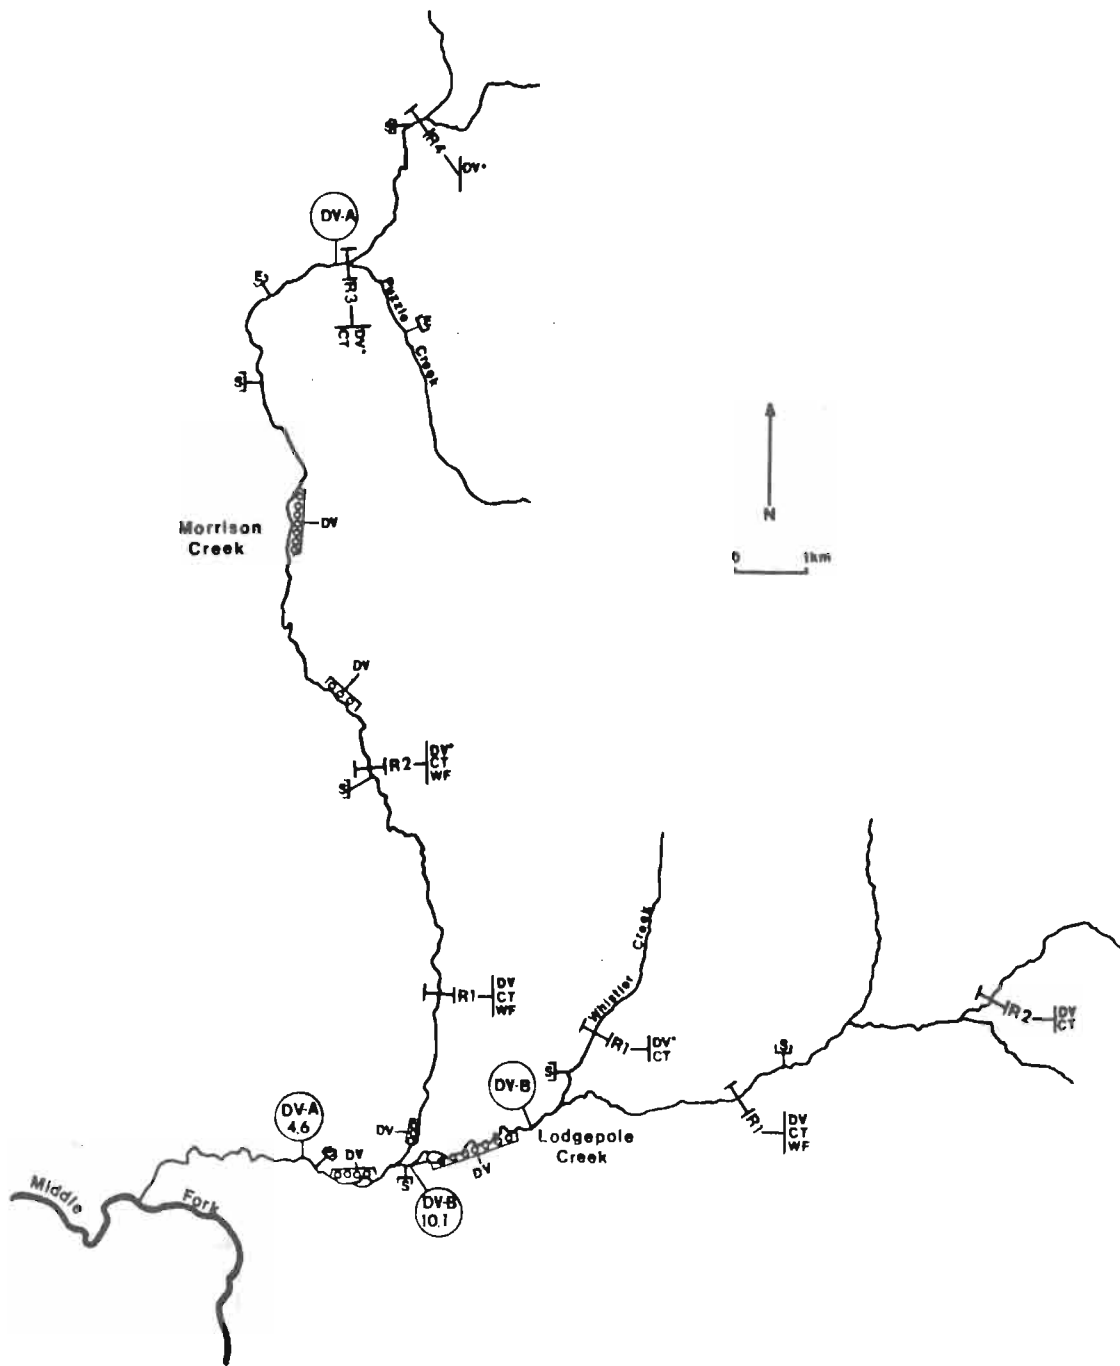 S
R4
DV*
DV-A
E
R3
DV*
CT
Puzzle
Creek
E
S
N
0 1km
Morrison
Creek
DV
DV
R2
DV*
CT
WF
S
Whistler
Creek
R1
DV
CT
WF
R1
DV*
CT
S
R2
DV
CT
S
DV-B
R1
DV
CT
WF
DV-A
4.6
DV
S
DV
Lodgepole
Creek
DV
S
DV-B
10.1
Middle
Fork